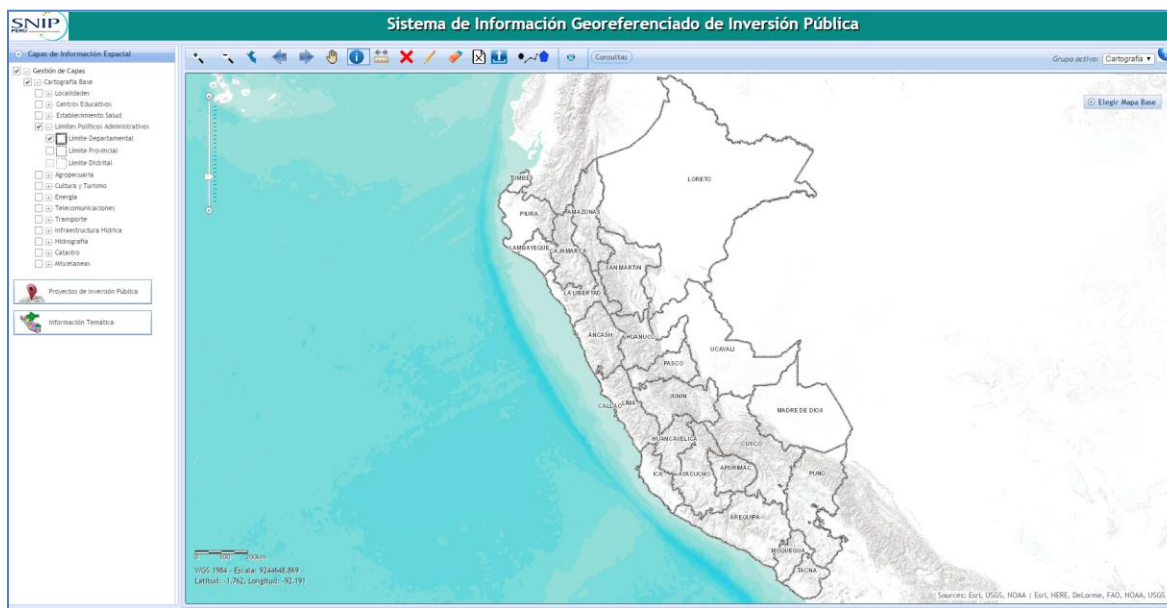 SNIP
PERU
Sistema de Información Georeferenciado de Inversión Pública
Capas de Información Espacial
Gestión de Capas
Cartografía Base
Localidades
Centros Educativos
Establecimiento Salud
Límites Políticos Administrativos
Límite Departamental
Límite Provincial
Límite Distrital
Agropecuaria
Cultura y Turismo
Energía
Telecomunicaciones
Transporte
Infraestructura Hídrica
Hidrografía
Catastro
Misceláneas
Proyectos de Inversión Pública
Información Temática
Consultas
Grupo activo: Cartografía
Elegir Mapa Base
LORETO
TUMBES
PIURA
AMAZONAS
LAMBAYEQUE
CAJAMARCA
SAN MARTIN
LA LIBERTAD
ANCASH
HUANUCO
UCAYALI
PASCO
JUNIN
CALLAO
LIMA
MADRE DE DIOS
HUANCAVELICA
CUSCO
ICA
AYACUCHO
APURIMAC
PUNO
AREQUIPA
MOQUEGUA
TACNA
0 100 200km
WGS 1984 - Escala: 9244648.869
Latitud: -1.762, Longitud: -92.191
Sources: Esri, USGS, NOAA | Esri, HERE, DeLorme, FAO, NOAA, USGS